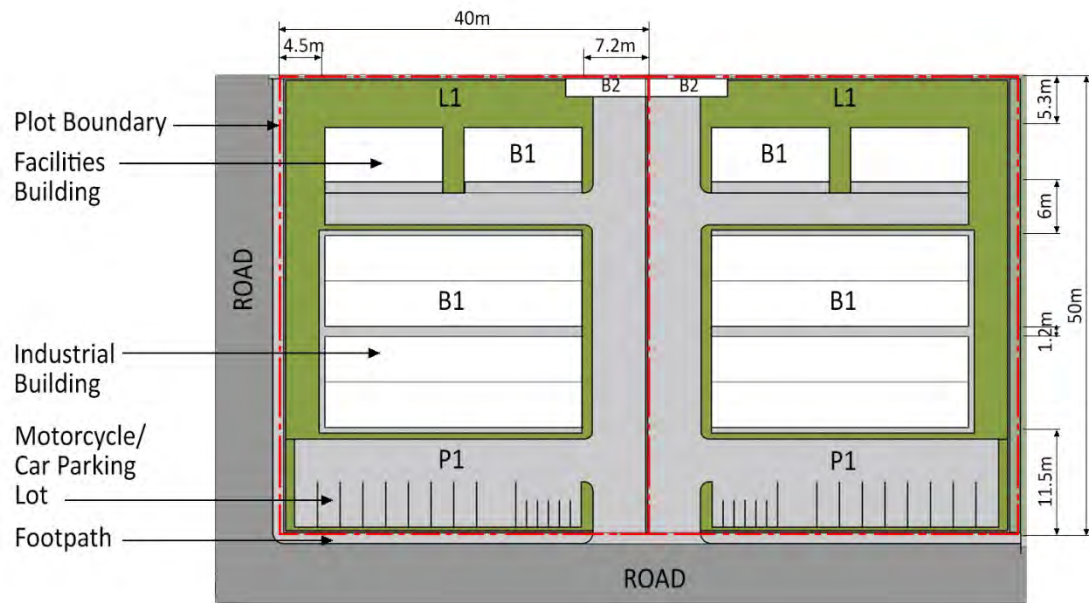 40m
4.5m
7.2m
B2
B2
L1
L1
5.3m
Plot Boundary
Facilities
Building
B1
B1
6m
ROAD
B1
B1
50m
1.2m
Industrial
Building
Motorcycle/
Car Parking
Lot
P1
P1
11.5m
Footpath
ROAD